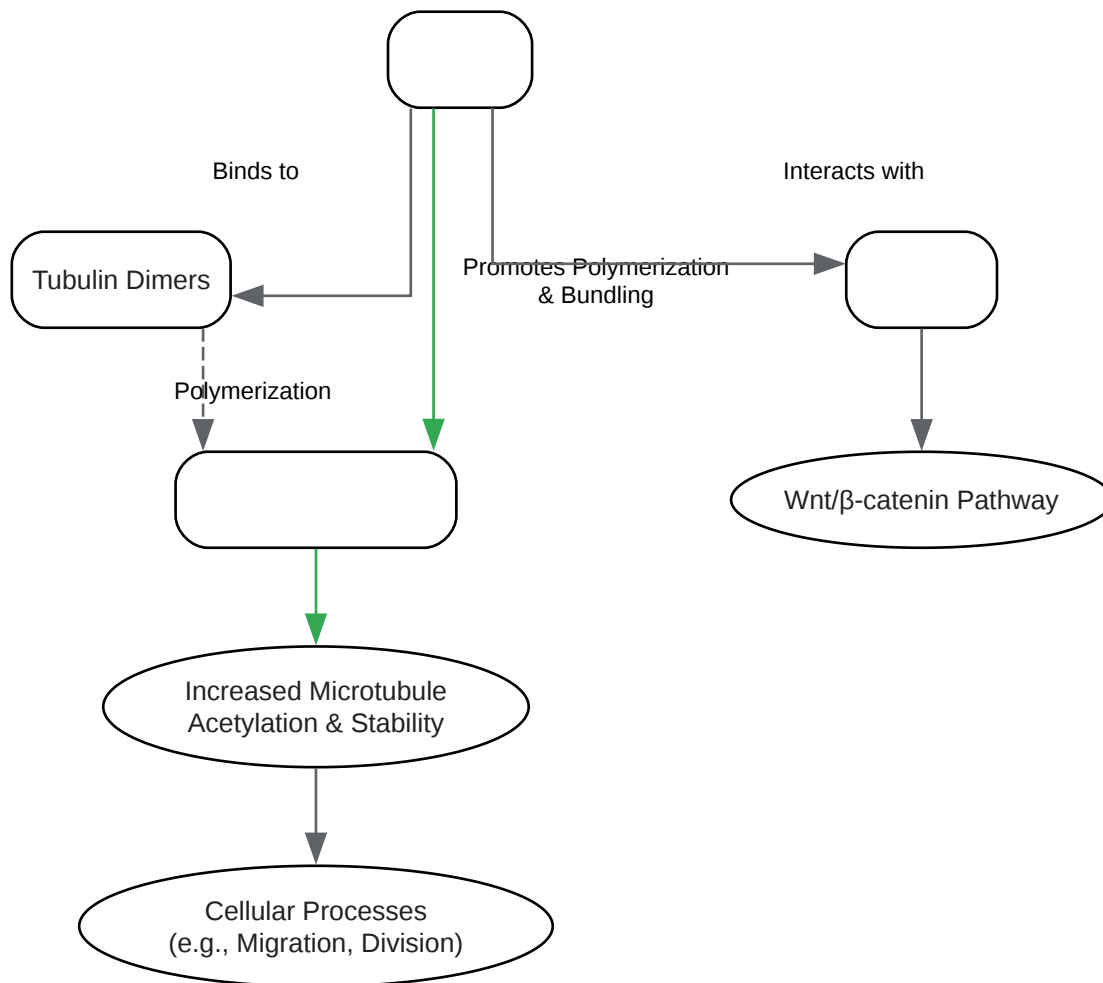 Binds to
Interacts with
Tubulin Dimers
Promotes Polymerization
& Bundling
Polymerization
Wnt/β-catenin Pathway
Increased Microtubule
Acetylation & Stability
Cellular Processes
(e.g., Migration, Division)